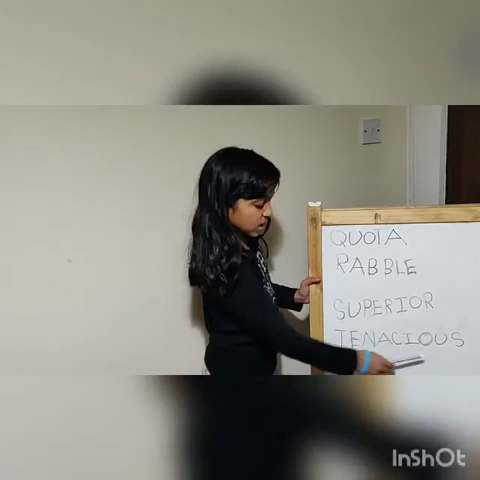 QUOTA
RABBLE
SUPERIOR
TENACIOUS
InShOt